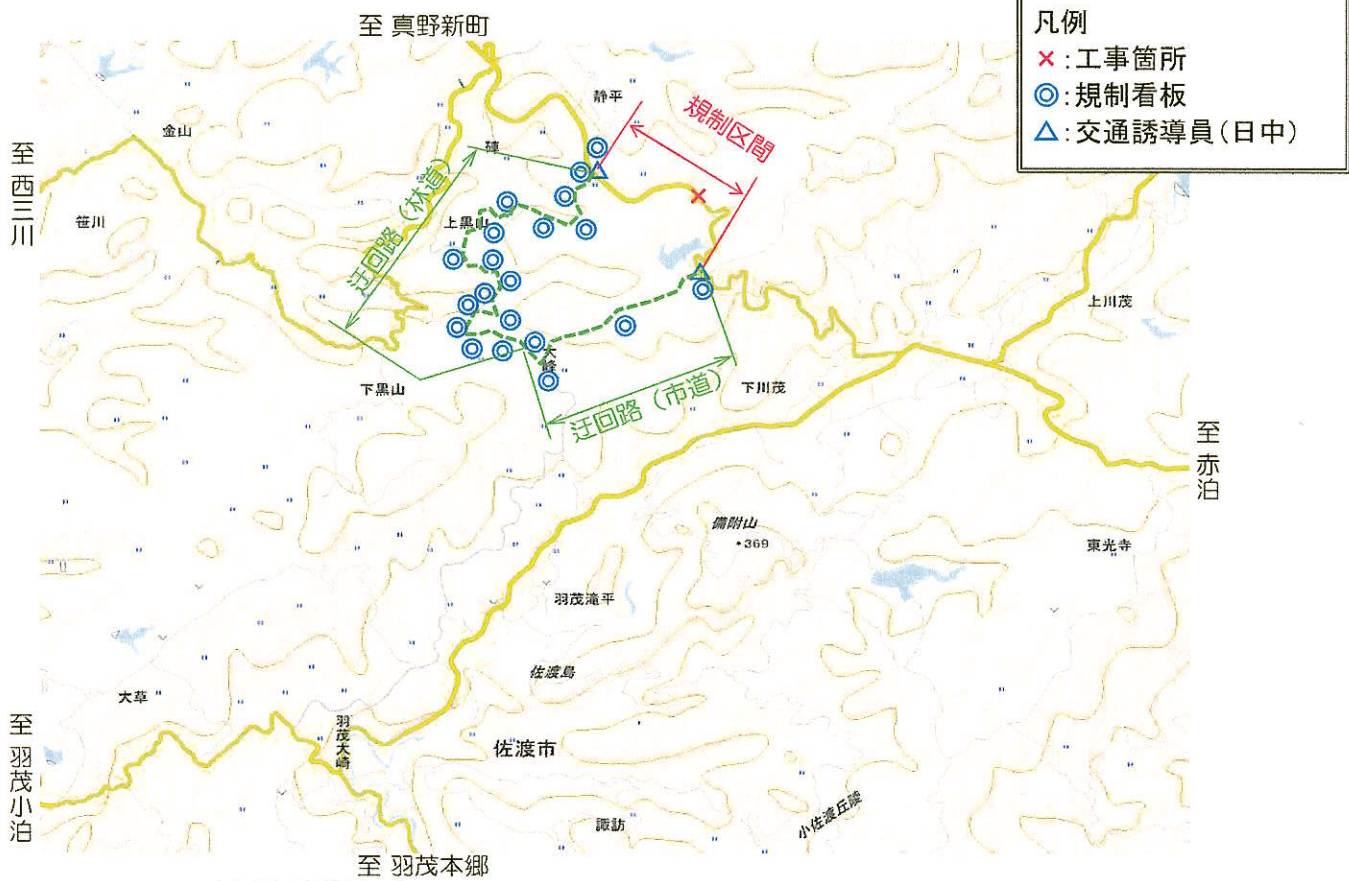 至 真野新町
凡例
×:工事箇所
◎:規制看板
△:交通誘導員(日中)
静平
規制区間
金山
至 西三川
笹川
迂回路(林道)
上黒山
上川茂
大峰
下黒山
下川茂
迂回路(市道)
至 赤泊
備附山
・369
東光寺
羽茂滝平
佐渡島
大草
羽茂大崎
佐渡市
至 羽茂小泊
諏訪
小佐渡丘陵
至 羽茂本郷